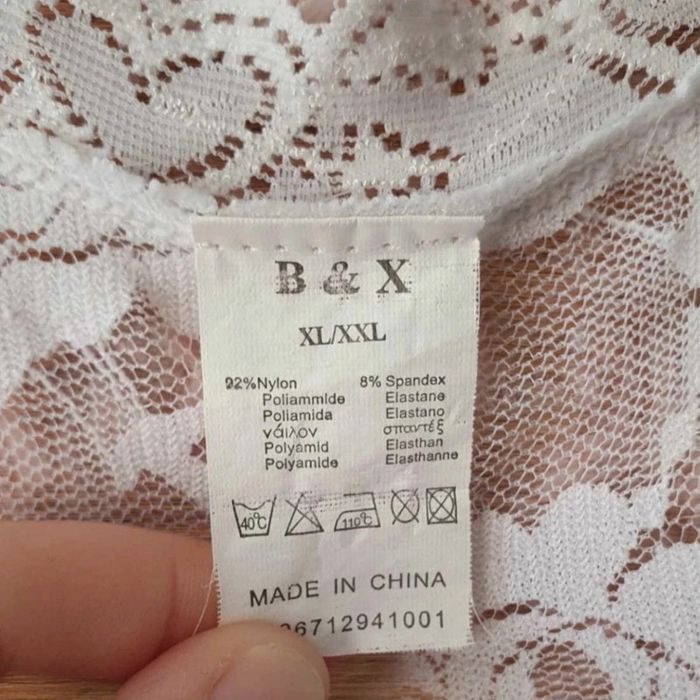 B & X
XL/XXL
92%Nylon 8% Spandex
Poliammide Elastane
Poliamida Elastano
νάιλον σπαντέξ
Polyamid Elasthan
Polyamide Elasthanne
40°C 110°C
MADE IN CHINA
6712941001